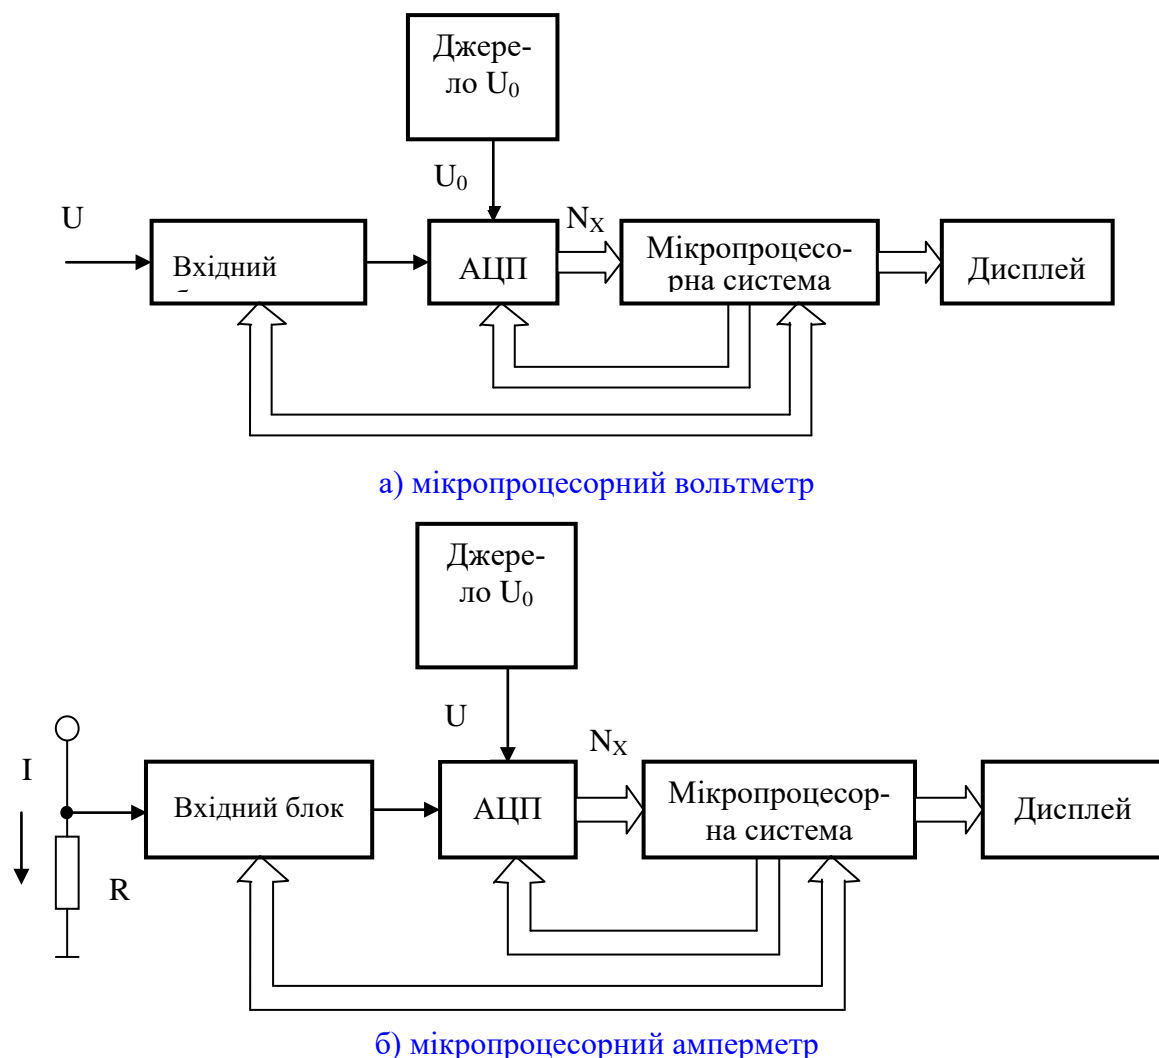 Джере-
ло U₀
U₀
U
Nₓ
Вхідний
АЦП
Мікропроцесо-
рна система
Дисплей
а) мікропроцесорний вольтметр
Джере-
ло U₀
U
Nₓ
I
Вхідний блок
АЦП
Мікропроцесор-
на система
Дисплей
R
б) мікропроцесорний амперметр